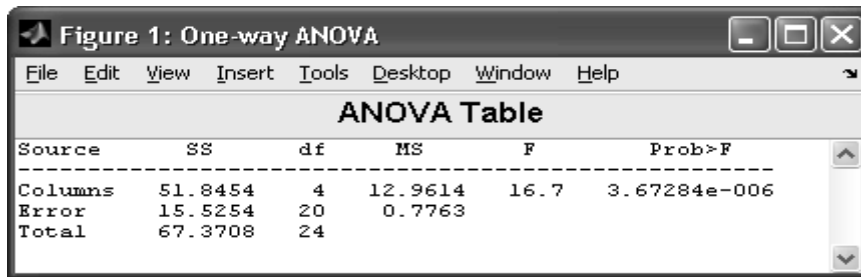 Figure 1: One-way ANOVA
File Edit View Insert Tools Desktop Window Help
ANOVA Table
Source SS df MS F Prob>F
Columns 51.8454 4 12.9614 16.7 3.67284e-006
Error 15.5254 20 0.7763
Total 67.3708 24